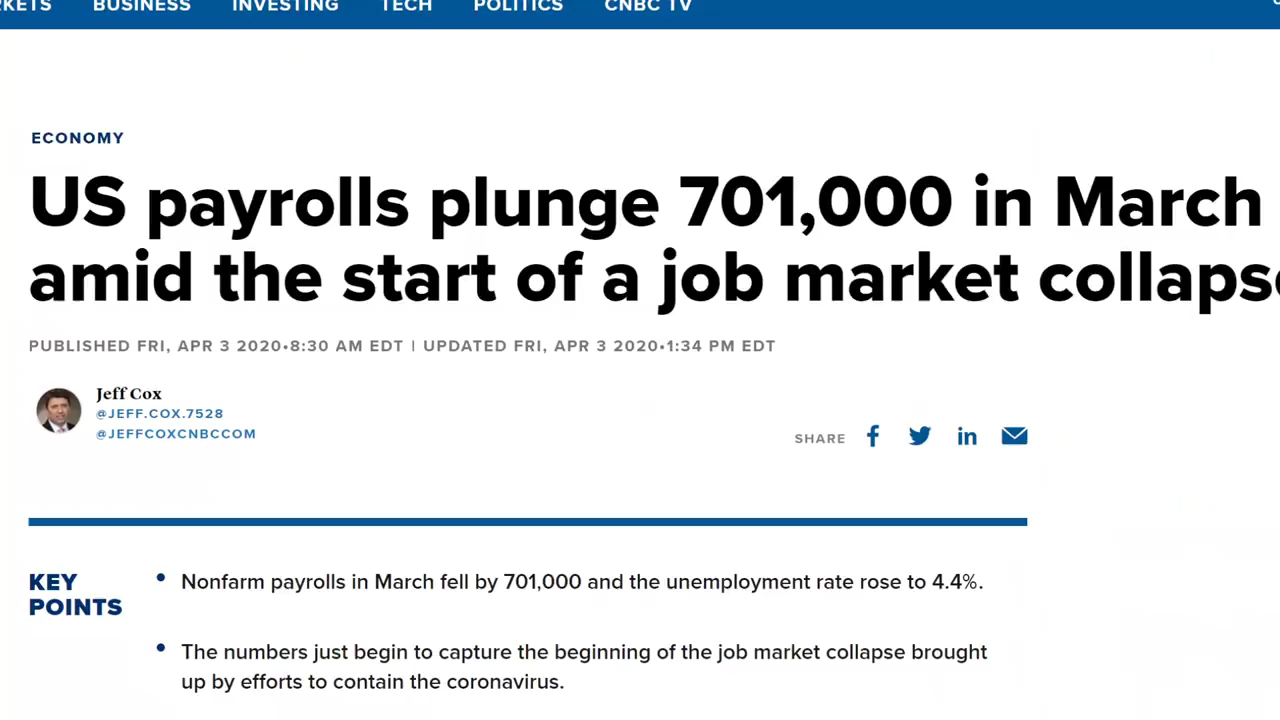 BUSINESS INVESTING TECH POLITICS CNBC TV
ECONOMY
US payrolls plunge 701,000 in March
amid the start of a job market collapse
PUBLISHED FRI, APR 3 2020•8:30 AM EDT | UPDATED FRI, APR 3 2020•1:34 PM EDT
Jeff Cox
@JEFF.COX.7528
@JEFFCOXCNBCCOM
SHARE
KEY
POINTS
• Nonfarm payrolls in March fell by 701,000 and the unemployment rate rose to 4.4%.
• The numbers just begin to capture the beginning of the job market collapse brought
up by efforts to contain the coronavirus.